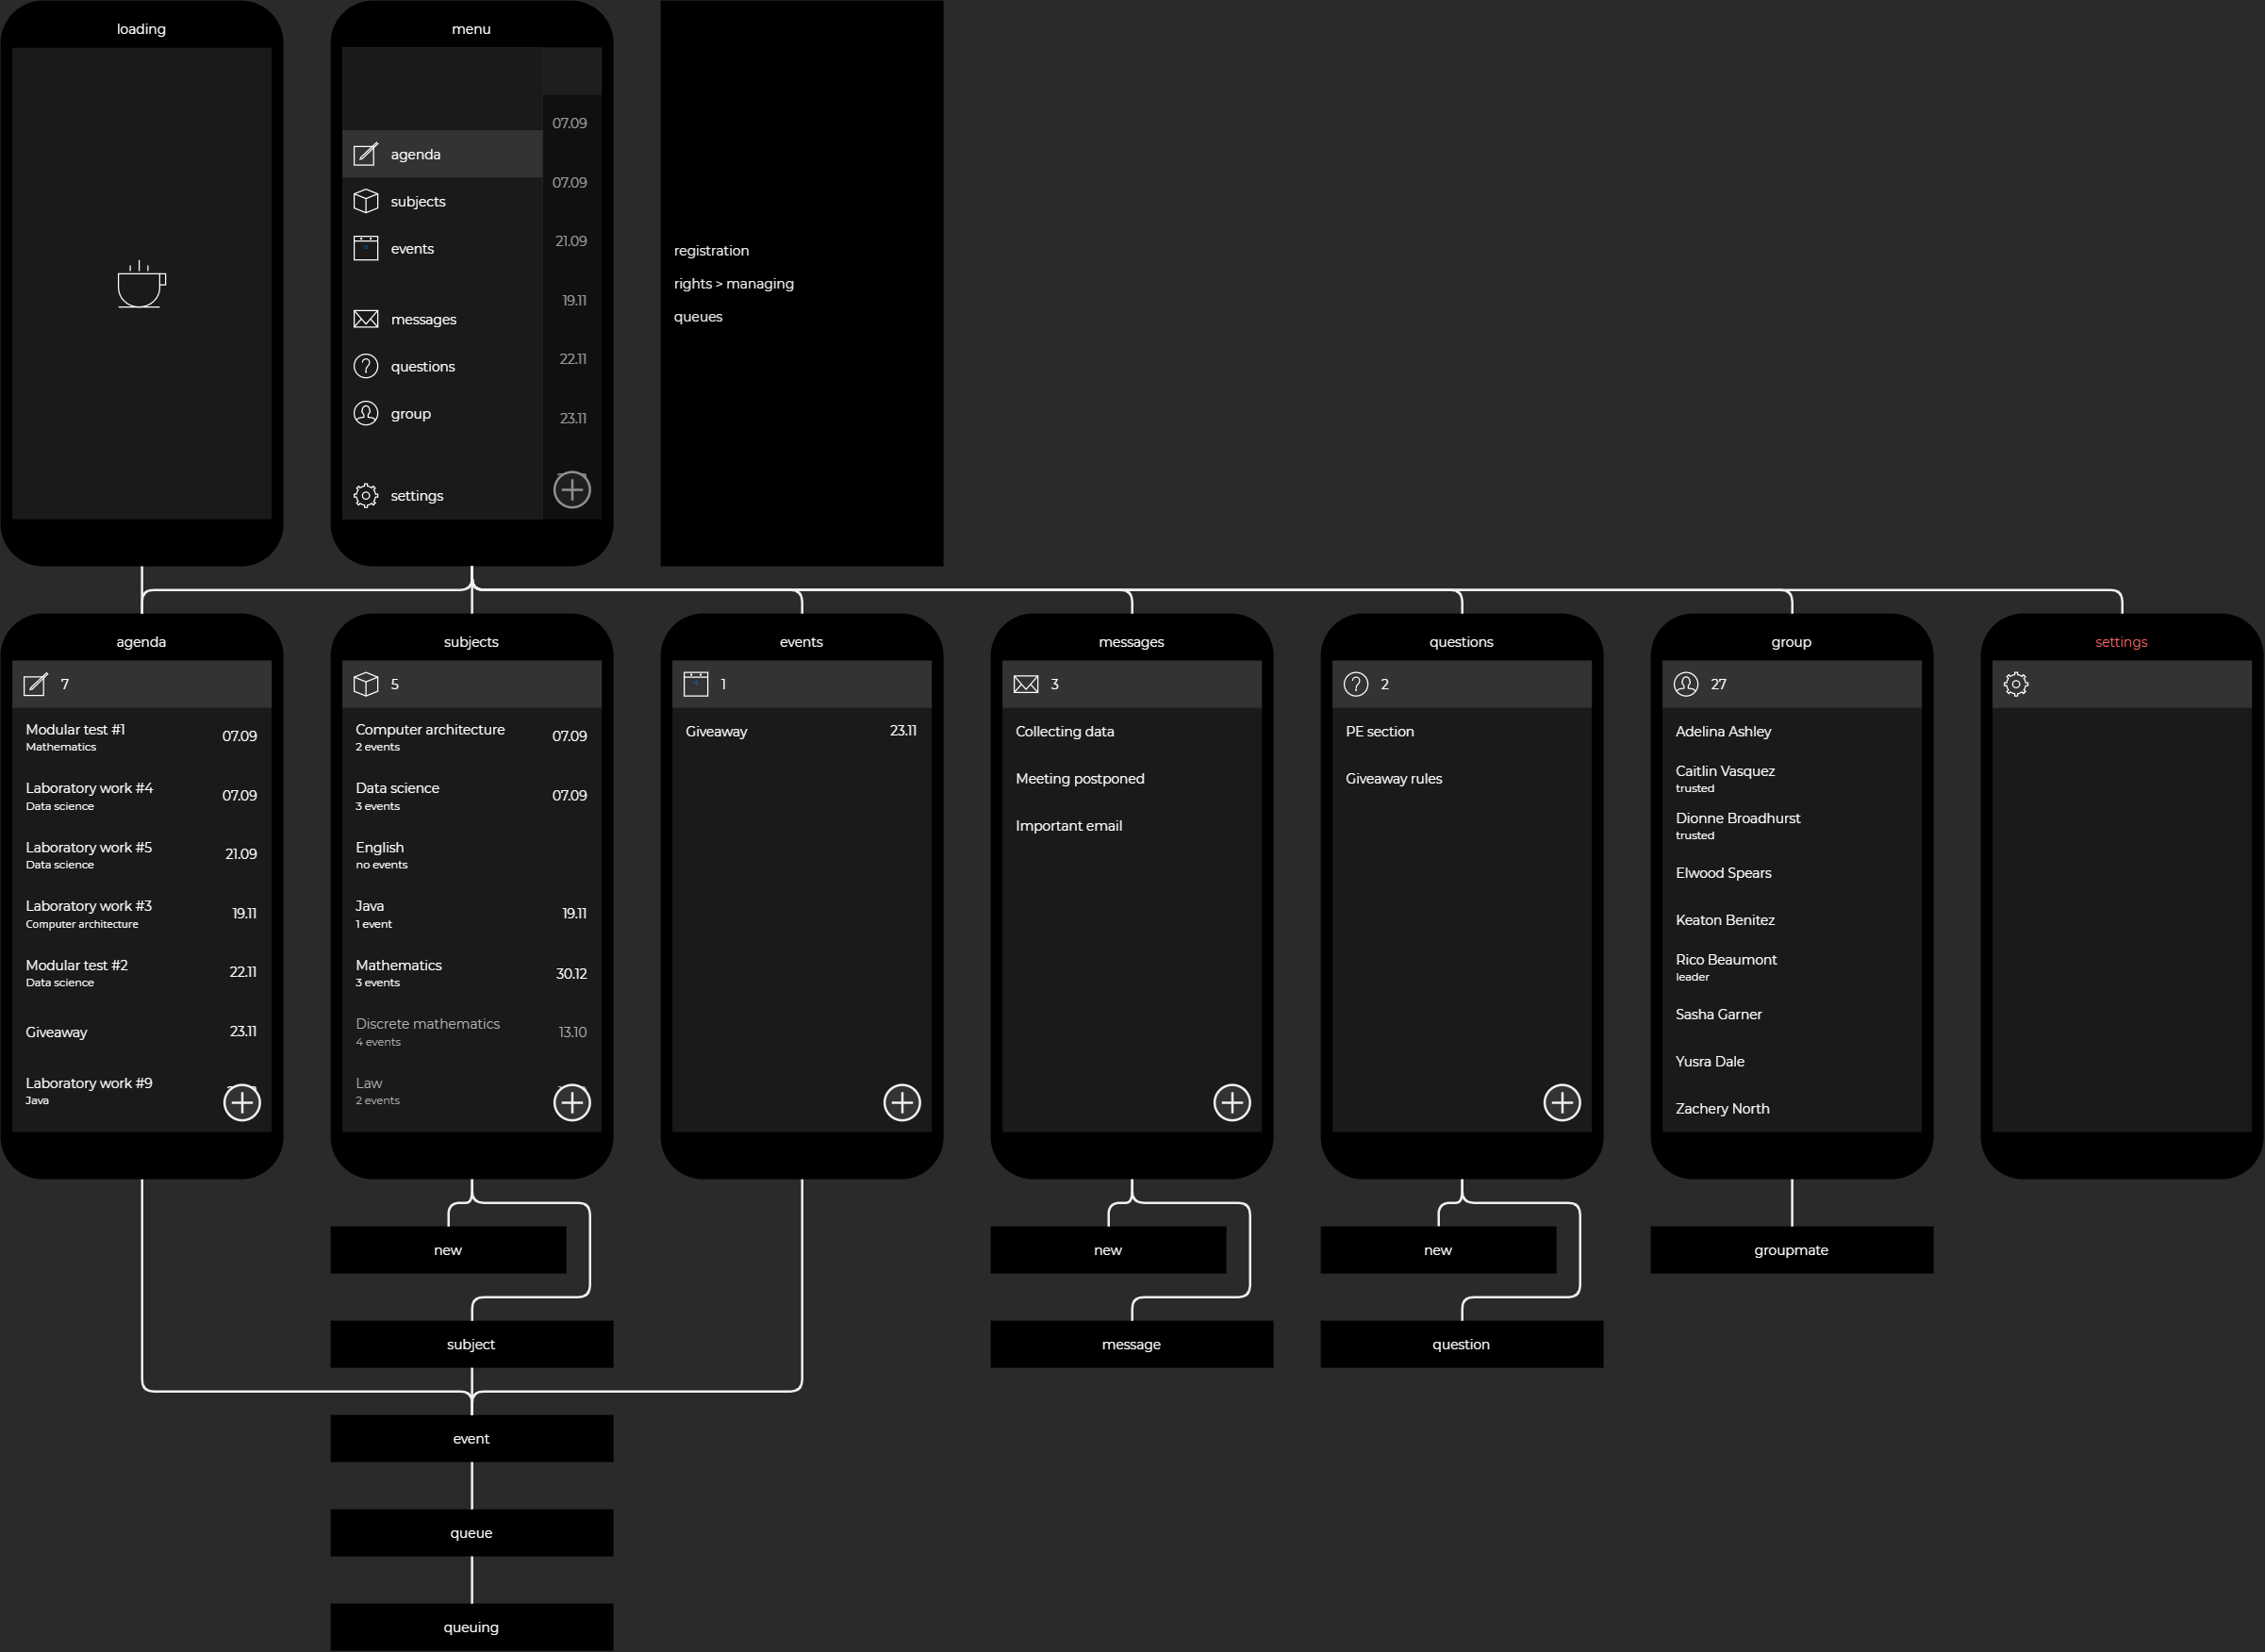 loading
menu
agenda
subjects
events
messages
questions
group
settings
07.09
07.09
21.09
19.11
22.11
23.11
registration
rights > managing
queues
agenda
7
Modular test #1
Mathematics
07.09
Laboratory work #4
Data science
07.09
Laboratory work #5
Data science
21.09
Laboratory work #3
Computer architecture
19.11
Modular test #2
Data science
22.11
Giveaway
23.11
Laboratory work #9
Java
subjects
5
Computer architecture
2 events
07.09
Data science
3 events
07.09
English
no events
Java
1 event
19.11
Mathematics
3 events
30.12
Discrete mathematics
4 events
13.10
Law
2 events
events
1
Giveaway
23.11
messages
3
Collecting data
Meeting postponed
Important email
questions
2
PE section
Giveaway rules
group
27
Adelina Ashley
Caitlin Vasquez
trusted
Dionne Broadhurst
trusted
Elwood Spears
Keaton Benitez
Rico Beaumont
leader
Sasha Garner
Yusra Dale
Zachery North
settings
new
new
new
groupmate
subject
message
question
event
queue
queuing